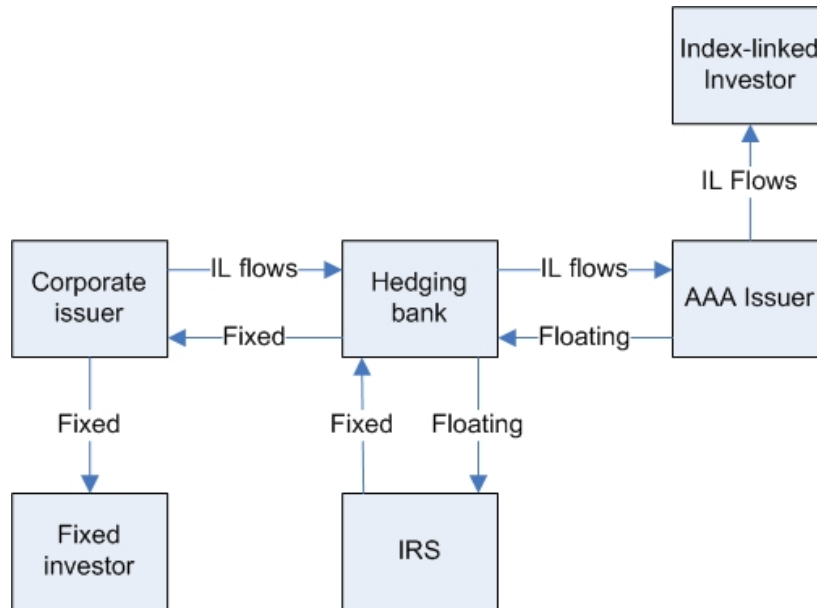 Index-linked
Investor
IL Flows
Corporate
issuer
IL flows
Fixed
Hedging
bank
IL flows
Floating
AAA Issuer
Fixed
Fixed
Floating
Fixed
investor
IRS